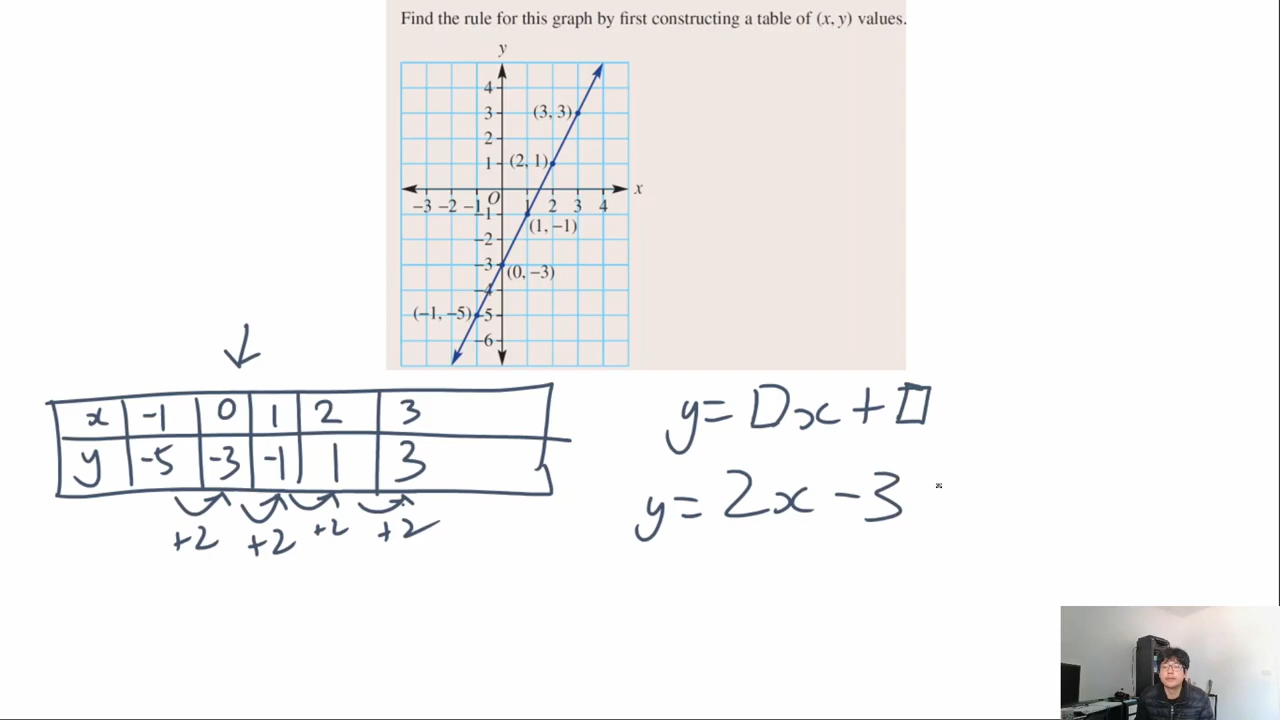 Find the rule for this graph by first constructing a table of (x, y) values.
y
4
3
(3, 3)
2
1
(2, 1)
x
O
−3 −2 −1 1 2 3 4
−1
(1, −1)
−2
−3
(0, −3)
−4
(−1, −5)
−5
−6
x -1 0 1 2 3
y -5 -3 -1 1 3
+2 +2 +2 +2
y = □x + □
y = 2x - 3